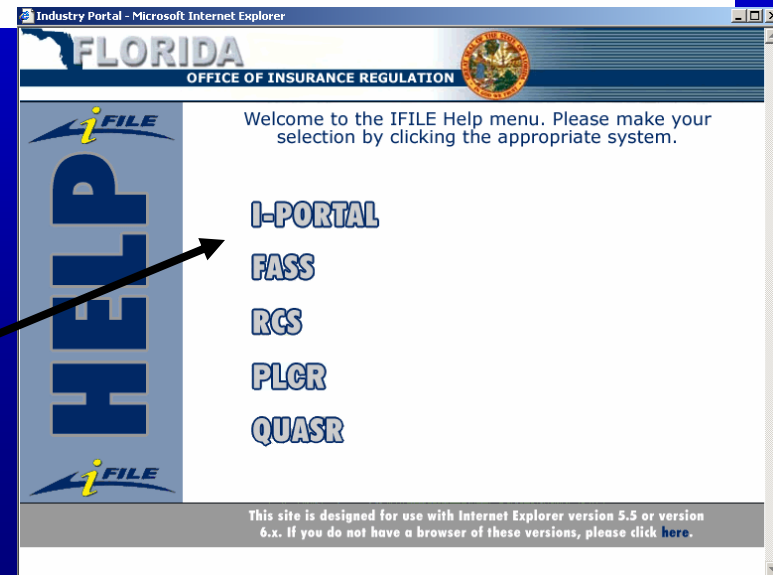 Industry Portal - Microsoft Internet Explorer
FLORIDA
OFFICE OF INSURANCE REGULATION
iFILE
Welcome to the IFILE Help menu. Please make your
selection by clicking the appropriate system.
HELP
I-PORTAL
FASS
RCS
PLCR
QUASR
iFILE
This site is designed for use with Internet Explorer version 5.5 or version
6.x. If you do not have a browser of these versions, please click here.